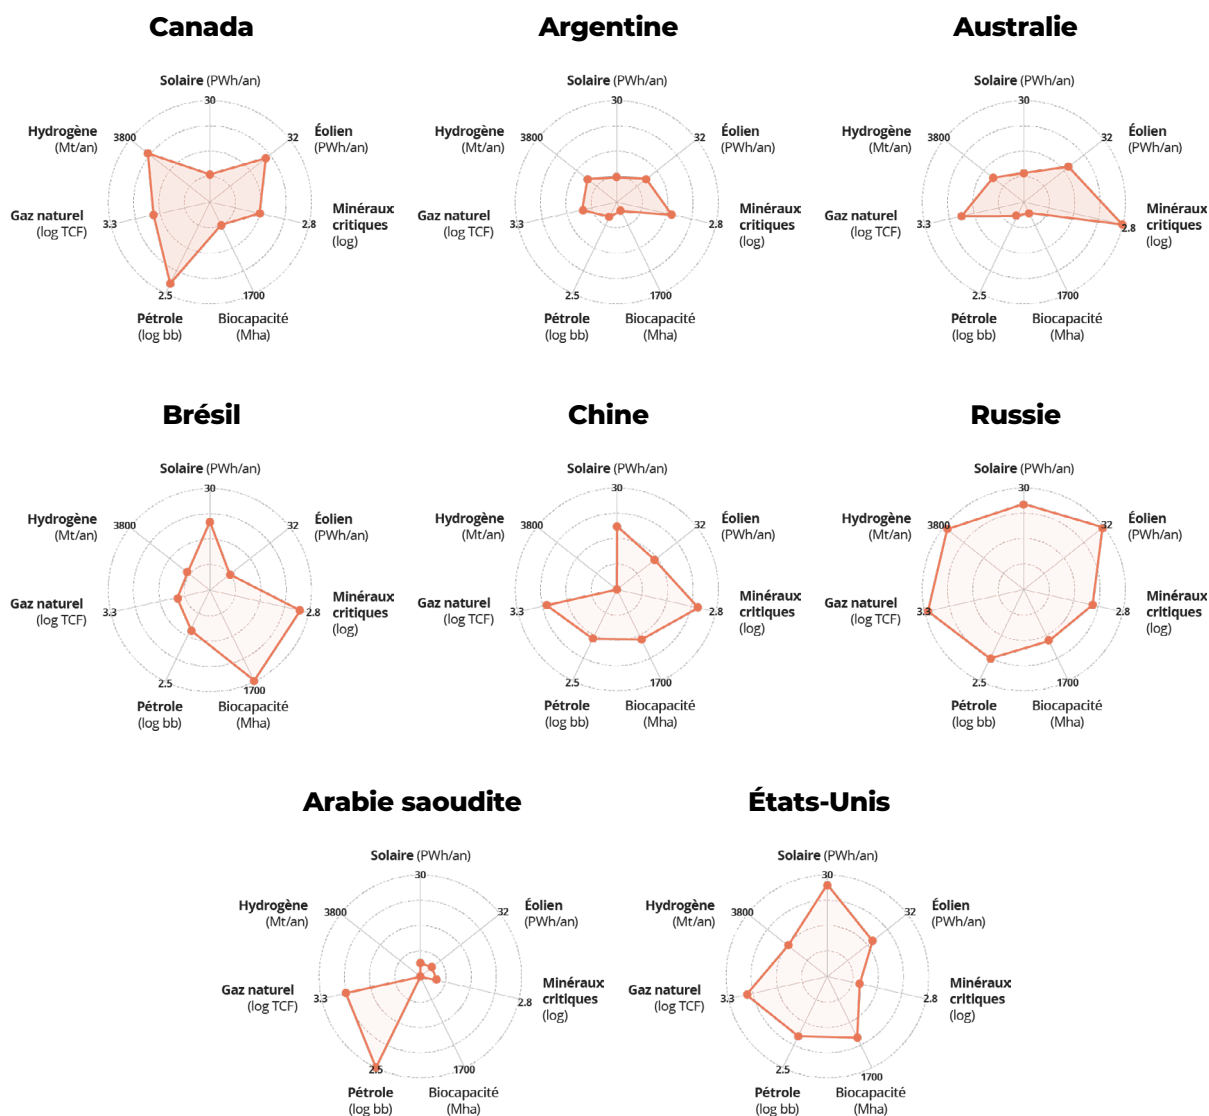 Canada
Solaire (PWh/an)
30
Hydrogène
(Mt/an)
3800
Éolien
(PWh/an)
32
Gaz naturel
(log TCF)
3.3
Minéraux
critiques
(log)
2.8
2.5
Pétrole
(log bb)
1700
Biocapacité
(Mha)
Argentine
Solaire (PWh/an)
30
Hydrogène
(Mt/an)
3800
Éolien
(PWh/an)
32
Gaz naturel
(log TCF)
3.3
Minéraux
critiques
(log)
2.8
2.5
Pétrole
(log bb)
1700
Biocapacité
(Mha)
Australie
Solaire (PWh/an)
30
Hydrogène
(Mt/an)
3800
Éolien
(PWh/an)
32
Gaz naturel
(log TCF)
3.3
Minéraux
critiques
(log)
2.8
2.5
Pétrole
(log bb)
1700
Biocapacité
(Mha)
Brésil
Solaire (PWh/an)
30
Hydrogène
(Mt/an)
3800
Éolien
(PWh/an)
32
Gaz naturel
(log TCF)
3.3
Minéraux
critiques
(log)
2.8
2.5
Pétrole
(log bb)
1700
Biocapacité
(Mha)
Chine
Solaire (PWh/an)
30
Hydrogène
(Mt/an)
3800
Éolien
(PWh/an)
32
Gaz naturel
(log TCF)
3.3
Minéraux
critiques
(log)
2.8
2.5
Pétrole
(log bb)
1700
Biocapacité
(Mha)
Russie
Solaire (PWh/an)
30
Hydrogène
(Mt/an)
3800
Éolien
(PWh/an)
32
Gaz naturel
(log TCF)
3.3
Minéraux
critiques
(log)
2.8
2.5
Pétrole
(log bb)
1700
Biocapacité
(Mha)
Arabie saoudite
Solaire (PWh/an)
30
Hydrogène
(Mt/an)
3800
Éolien
(PWh/an)
32
Gaz naturel
(log TCF)
3.3
Minéraux
critiques
(log)
2.8
2.5
Pétrole
(log bb)
1700
Biocapacité
(Mha)
États-Unis
Solaire (PWh/an)
30
Hydrogène
(Mt/an)
3800
Éolien
(PWh/an)
32
Gaz naturel
(log TCF)
3.3
Minéraux
critiques
(log)
2.8
2.5
Pétrole
(log bb)
1700
Biocapacité
(Mha)